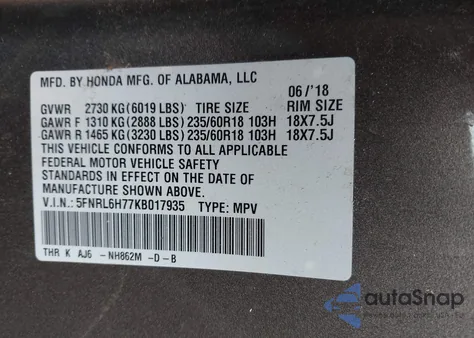 MFD. BY HONDA MFG. OF ALABAMA, LLC
06 /'18
GVWR 2730 KG (6019 LBS) TIRE SIZE RIM SIZE
GAWR F 1310 KG (2888 LBS) 235/60R18 103H 18X7.5J
GAWR R 1465 KG (3230 LBS) 235/60R18 103H 18X7.5J
THIS VEHICLE CONFORMS TO ALL APPLICABLE
FEDERAL MOTOR VEHICLE SAFETY
STANDARDS IN EFFECT ON THE DATE OF
MANUFACTURE SHOWN ABOVE.
V.I.N.: 5FNRL6H77KB017935 TYPE: MPV
THR K AJ6 -NH862M -D-B
autoSnap